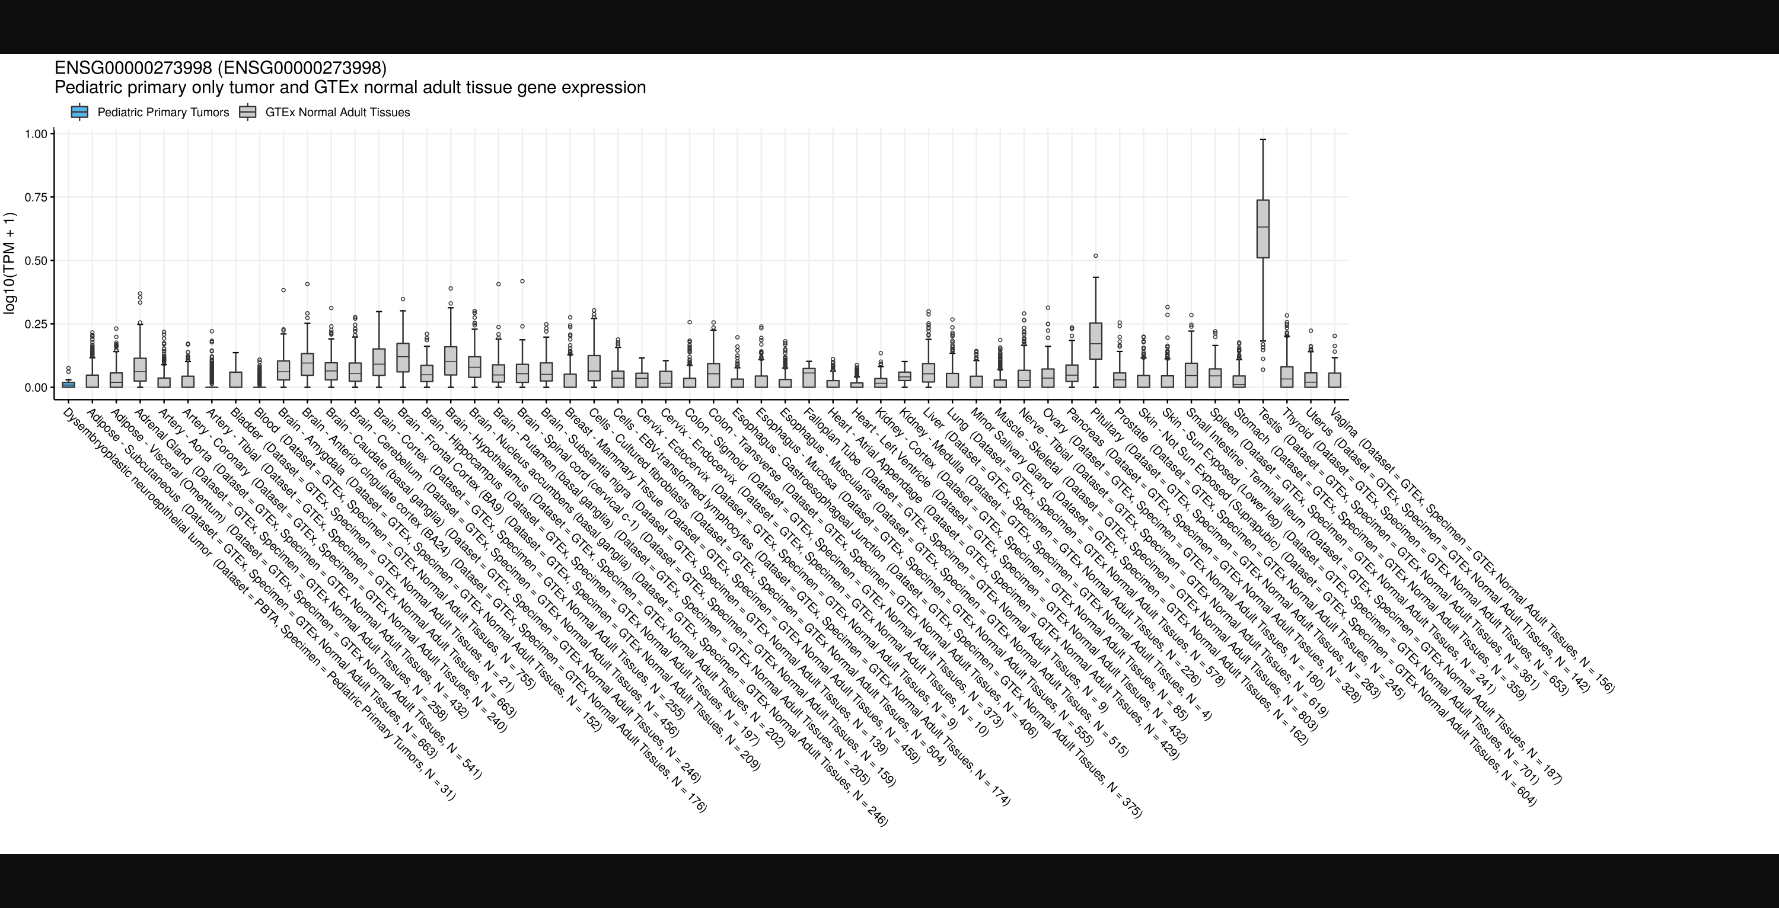 ENSG00000273998 (ENSG00000273998)
Pediatric primary only tumor and GTEx normal adult tissue gene expression
Pediatric Primary Tumors
GTEx Normal Adult Tissues
log10(TPM + 1)
1.00
0.75
0.50
0.25
0.00
Dysembryoplastic neuroepithelial tumor (Dataset = PBTA, Specimen = Pediatric Primary Tumors, N = 31)
Adipose - Subcutaneous (Dataset = GTEx, Specimen = GTEx Normal Adult Tissues, N = 663)
Adipose - Visceral (Omentum) (Dataset = GTEx, Specimen = GTEx Normal Adult Tissues, N = 541)
Adrenal Gland (Dataset = GTEx, Specimen = GTEx Normal Adult Tissues, N = 258)
Artery - Aorta (Dataset = GTEx, Specimen = GTEx Normal Adult Tissues, N = 432)
Artery - Coronary (Dataset = GTEx, Specimen = GTEx Normal Adult Tissues, N = 240)
Artery - Tibial (Dataset = GTEx, Specimen = GTEx Normal Adult Tissues, N = 663)
Bladder (Dataset = GTEx, Specimen = GTEx Normal Adult Tissues, N = 21)
Blood (Dataset = GTEx, Specimen = GTEx Normal Adult Tissues, N = 755)
Brain - Amygdala (Dataset = GTEx, Specimen = GTEx Normal Adult Tissues, N = 152)
Brain - Anterior cingulate cortex (BA24) (Dataset = GTEx, Specimen = GTEx Normal Adult Tissues, N = 176)
Brain - Caudate (basal ganglia) (Dataset = GTEx, Specimen = GTEx Normal Adult Tissues, N = 246)
Brain - Cerebellum (Dataset = GTEx, Specimen = GTEx Normal Adult Tissues, N = 456)
Brain - Cortex (Dataset = GTEx, Specimen = GTEx Normal Adult Tissues, N = 255)
Brain - Frontal Cortex (BA9) (Dataset = GTEx, Specimen = GTEx Normal Adult Tissues, N = 209)
Brain - Hippocampus (Dataset = GTEx, Specimen = GTEx Normal Adult Tissues, N = 197)
Brain - Hypothalamus (Dataset = GTEx, Specimen = GTEx Normal Adult Tissues, N = 202)
Brain - Nucleus accumbens (basal ganglia) (Dataset = GTEx, Specimen = GTEx Normal Adult Tissues, N = 246)
Brain - Putamen (basal ganglia) (Dataset = GTEx, Specimen = GTEx Normal Adult Tissues, N = 205)
Brain - Spinal cord (cervical c-1) (Dataset = GTEx, Specimen = GTEx Normal Adult Tissues, N = 159)
Brain - Substantia nigra (Dataset = GTEx, Specimen = GTEx Normal Adult Tissues, N = 139)
Breast - Mammary Tissue (Dataset = GTEx, Specimen = GTEx Normal Adult Tissues, N = 459)
Cells - Cultured fibroblasts (Dataset = GTEx, Specimen = GTEx Normal Adult Tissues, N = 504)
Cells - EBV-transformed lymphocytes (Dataset = GTEx, Specimen = GTEx Normal Adult Tissues, N = 174)
Cervix - Ectocervix (Dataset = GTEx, Specimen = GTEx Normal Adult Tissues, N = 9)
Cervix - Endocervix (Dataset = GTEx, Specimen = GTEx Normal Adult Tissues, N = 10)
Colon - Sigmoid (Dataset = GTEx, Specimen = GTEx Normal Adult Tissues, N = 373)
Colon - Transverse (Dataset = GTEx, Specimen = GTEx Normal Adult Tissues, N = 406)
Esophagus - Gastroesophageal Junction (Dataset = GTEx, Specimen = GTEx Normal Adult Tissues, N = 375)
Esophagus - Mucosa (Dataset = GTEx, Specimen = GTEx Normal Adult Tissues, N = 555)
Esophagus - Muscularis (Dataset = GTEx, Specimen = GTEx Normal Adult Tissues, N = 515)
Fallopian Tube (Dataset = GTEx, Specimen = GTEx Normal Adult Tissues, N = 9)
Heart - Atrial Appendage (Dataset = GTEx, Specimen = GTEx Normal Adult Tissues, N = 429)
Heart - Left Ventricle (Dataset = GTEx, Specimen = GTEx Normal Adult Tissues, N = 432)
Kidney - Cortex (Dataset = GTEx, Specimen = GTEx Normal Adult Tissues, N = 85)
Kidney - Medulla (Dataset = GTEx, Specimen = GTEx Normal Adult Tissues, N = 4)
Liver (Dataset = GTEx, Specimen = GTEx Normal Adult Tissues, N = 226)
Lung (Dataset = GTEx, Specimen = GTEx Normal Adult Tissues, N = 578)
Minor Salivary Gland (Dataset = GTEx, Specimen = GTEx Normal Adult Tissues, N = 162)
Muscle - Skeletal (Dataset = GTEx, Specimen = GTEx Normal Adult Tissues, N = 803)
Nerve - Tibial (Dataset = GTEx, Specimen = GTEx Normal Adult Tissues, N = 619)
Ovary (Dataset = GTEx, Specimen = GTEx Normal Adult Tissues, N = 180)
Pancreas (Dataset = GTEx, Specimen = GTEx Normal Adult Tissues, N = 328)
Pituitary (Dataset = GTEx, Specimen = GTEx Normal Adult Tissues, N = 283)
Prostate (Dataset = GTEx, Specimen = GTEx Normal Adult Tissues, N = 245)
Skin - Not Sun Exposed (Suprapubic) (Dataset = GTEx, Specimen = GTEx Normal Adult Tissues, N = 604)
Skin - Sun Exposed (Lower leg) (Dataset = GTEx, Specimen = GTEx Normal Adult Tissues, N = 701)
Small Intestine - Terminal Ileum (Dataset = GTEx, Specimen = GTEx Normal Adult Tissues, N = 187)
Spleen (Dataset = GTEx, Specimen = GTEx Normal Adult Tissues, N = 241)
Stomach (Dataset = GTEx, Specimen = GTEx Normal Adult Tissues, N = 359)
Testis (Dataset = GTEx, Specimen = GTEx Normal Adult Tissues, N = 361)
Thyroid (Dataset = GTEx, Specimen = GTEx Normal Adult Tissues, N = 653)
Uterus (Dataset = GTEx, Specimen = GTEx Normal Adult Tissues, N = 142)
Vagina (Dataset = GTEx, Specimen = GTEx Normal Adult Tissues, N = 156)